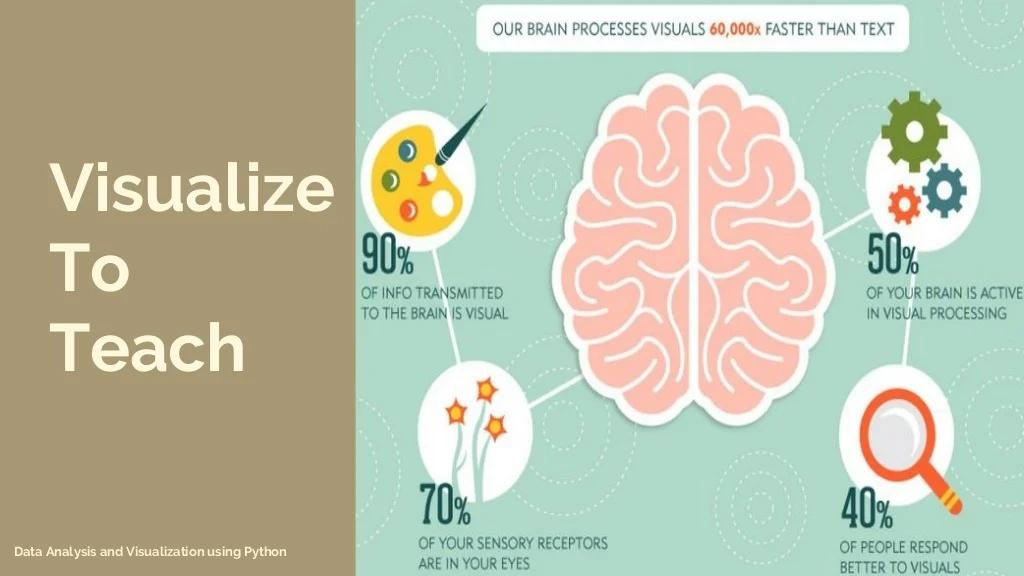 Visualize
To
Teach
Data Analysis and Visualization using Python
OUR BRAIN PROCESSES VISUALS 60,000x FASTER THAN TEXT
90%
OF INFO TRANSMITTED
TO THE BRAIN IS VISUAL
50%
OF YOUR BRAIN IS ACTIVE
IN VISUAL PROCESSING
70%
OF YOUR SENSORY RECEPTORS
ARE IN YOUR EYES
40%
OF PEOPLE RESPOND
BETTER TO VISUALS